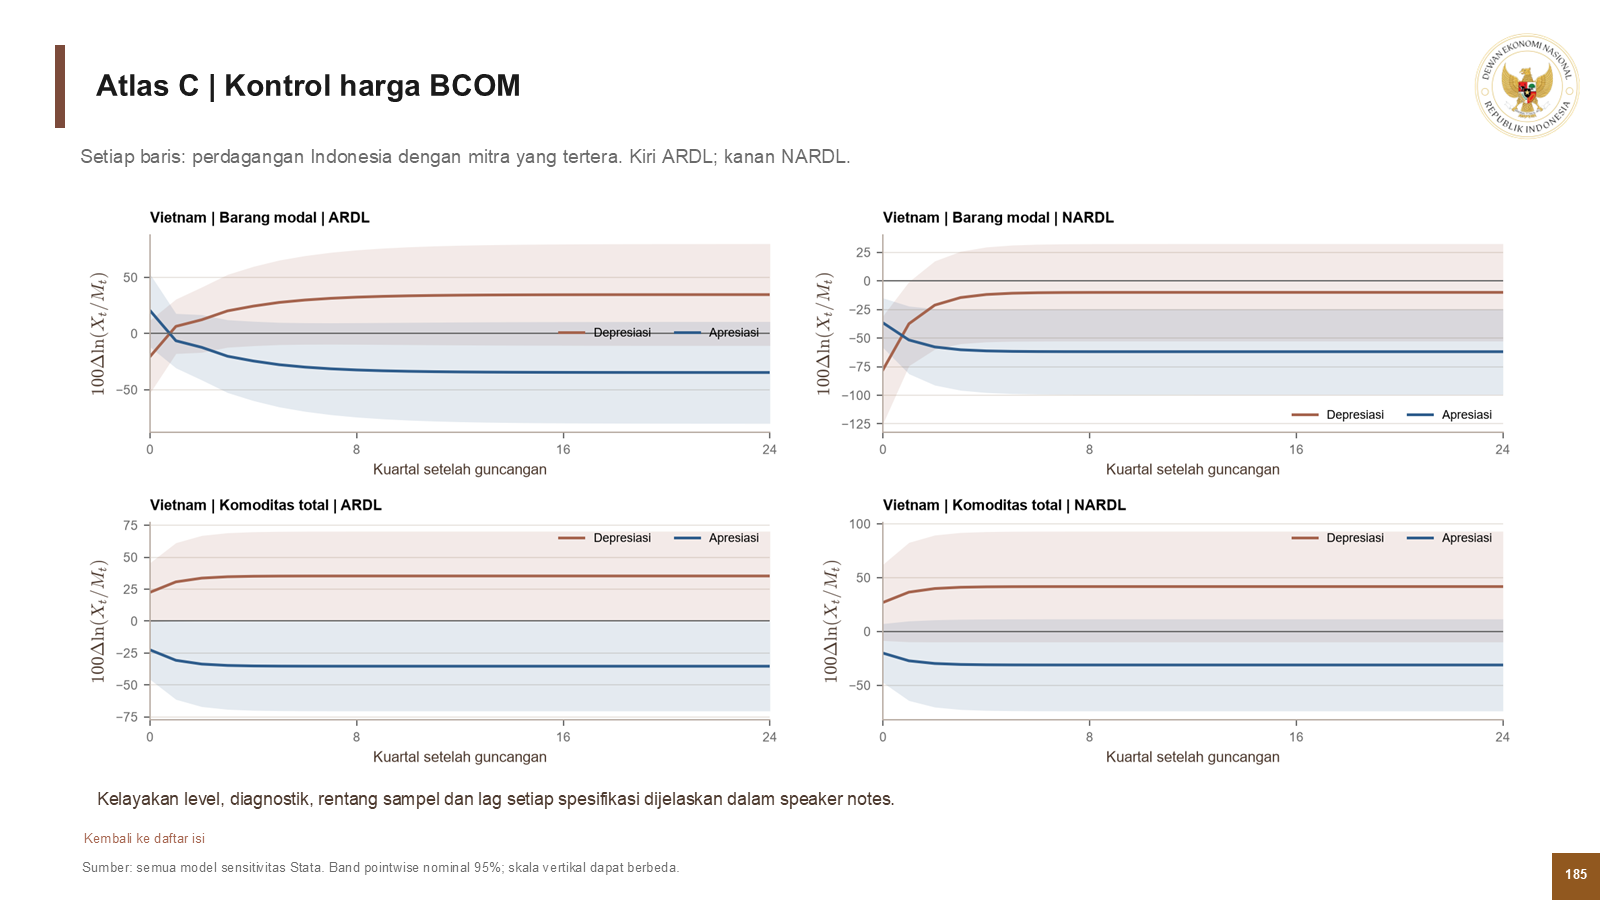 Atlas C | Kontrol harga BCOM
DEWAN EKONOMI NASIONAL
REPUBLIK INDONESIA
Setiap baris: perdagangan Indonesia dengan mitra yang tertera. Kiri ARDL; kanan NARDL.
Vietnam | Barang modal | ARDL
100Δln(Xₜ/Mₜ)
50
0
−50
Depresiasi
Apresiasi
0
8
16
24
Kuartal setelah guncangan
Vietnam | Barang modal | NARDL
100Δln(Xₜ/Mₜ)
25
0
−25
−50
−75
−100
−125
Depresiasi
Apresiasi
0
8
16
24
Kuartal setelah guncangan
Vietnam | Komoditas total | ARDL
100Δln(Xₜ/Mₜ)
75
50
25
0
−25
−50
−75
Depresiasi
Apresiasi
0
8
16
24
Kuartal setelah guncangan
Vietnam | Komoditas total | NARDL
100Δln(Xₜ/Mₜ)
100
50
0
−50
Depresiasi
Apresiasi
0
8
16
24
Kuartal setelah guncangan
Kelayakan level, diagnostik, rentang sampel dan lag setiap spesifikasi dijelaskan dalam speaker notes.
Kembali ke daftar isi
Sumber: semua model sensitivitas Stata. Band pointwise nominal 95%; skala vertikal dapat berbeda.
185